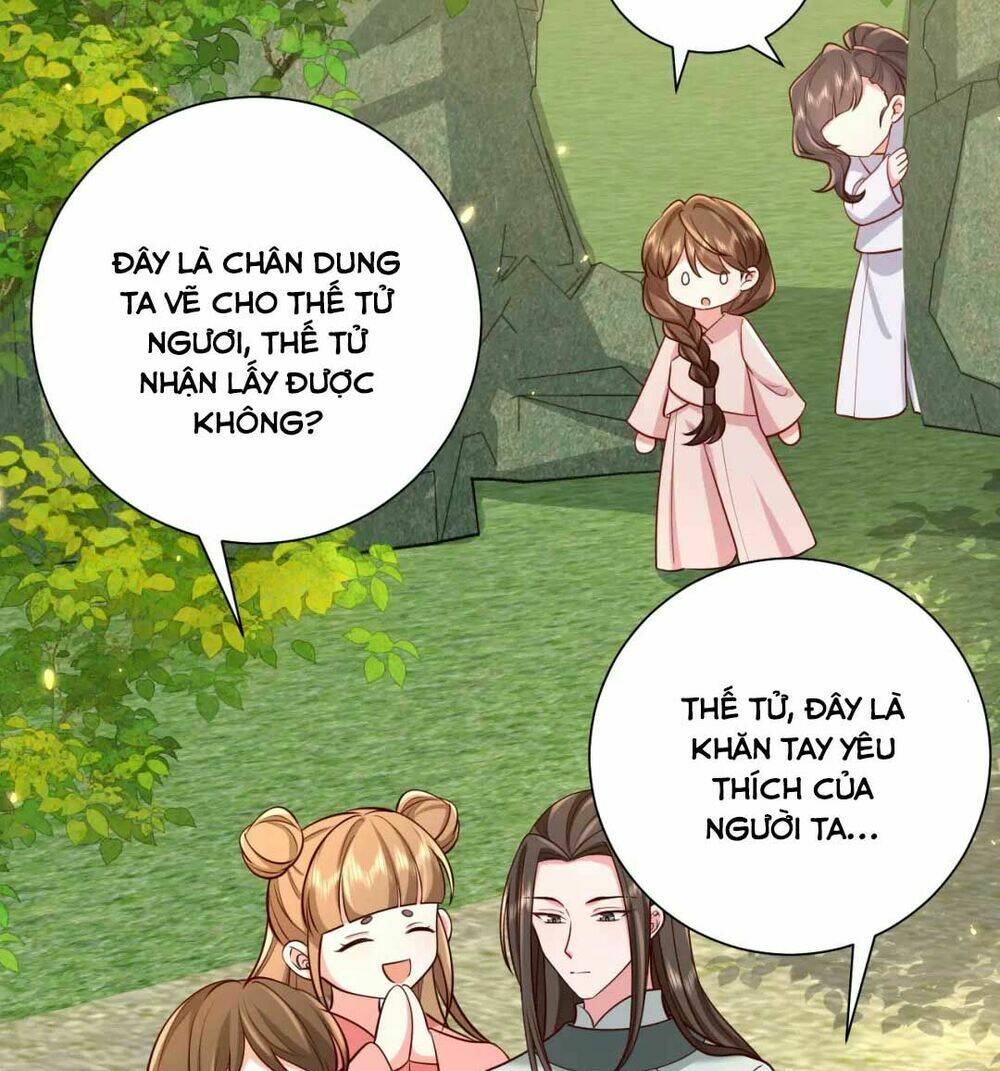 ĐÂY LÀ CHÂN DUNG
TA VẼ CHO THẾ TỬ
NGƯƠI, THẾ TỬ
NHẬN LẤY ĐƯỢC
KHÔNG?
THẾ TỬ, ĐÂY LÀ
KHĂN TAY YÊU
THÍCH CỦA
NGƯỜI TA...